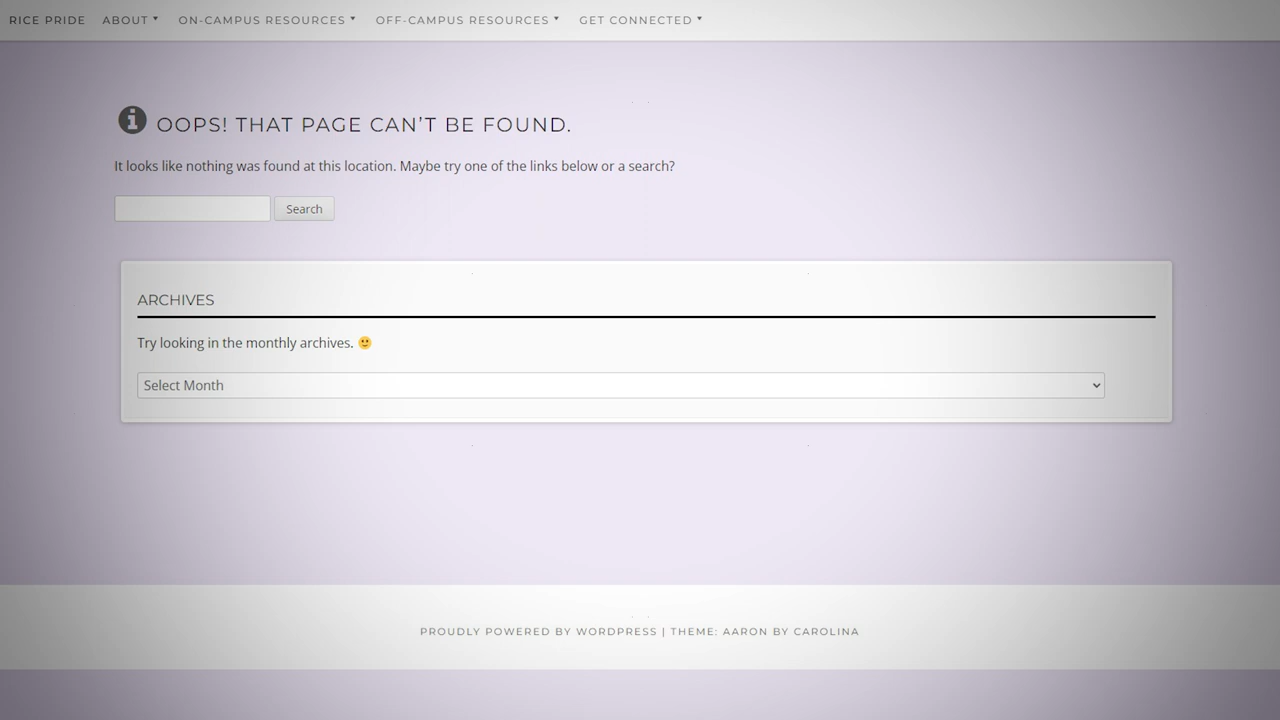 RICE PRIDE ABOUT ON-CAMPUS RESOURCES OFF-CAMPUS RESOURCES GET CONNECTED
OOPS! THAT PAGE CAN’T BE FOUND.
It looks like nothing was found at this location. Maybe try one of the links below or a search?
Search
ARCHIVES
Try looking in the monthly archives. 🙂
Select Month
PROUDLY POWERED BY WORDPRESS | THEME: AARON BY CAROLINA